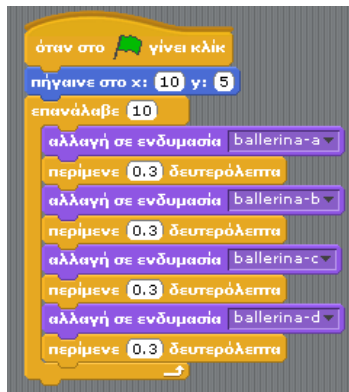 όταν στο γίνει κλικ
πήγαινε στο x: 10 y: 5
επανάλαβε 10
αλλαγή σε ενδυμασία ballerina-a
περίμενε 0.3 δευτερόλεπτα
αλλαγή σε ενδυμασία ballerina-b
περίμενε 0.3 δευτερόλεπτα
αλλαγή σε ενδυμασία ballerina-c
περίμενε 0.3 δευτερόλεπτα
αλλαγή σε ενδυμασία ballerina-d
περίμενε 0.3 δευτερόλεπτα